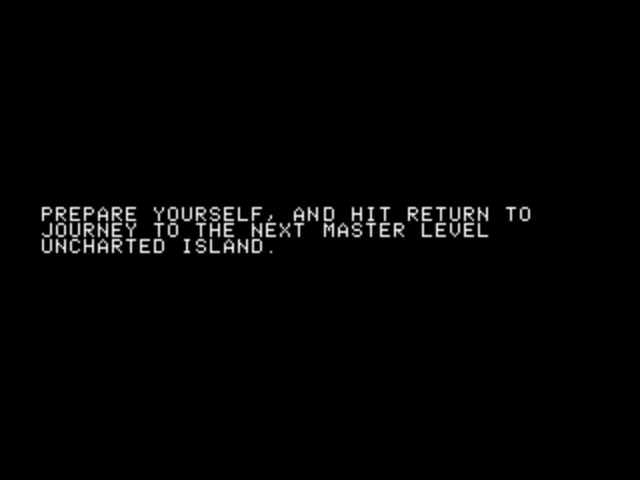 PREPARE YOURSELF, AND HIT RETURN TO
JOURNEY TO THE NEXT MASTER LEVEL
UNCHARTED ISLAND.